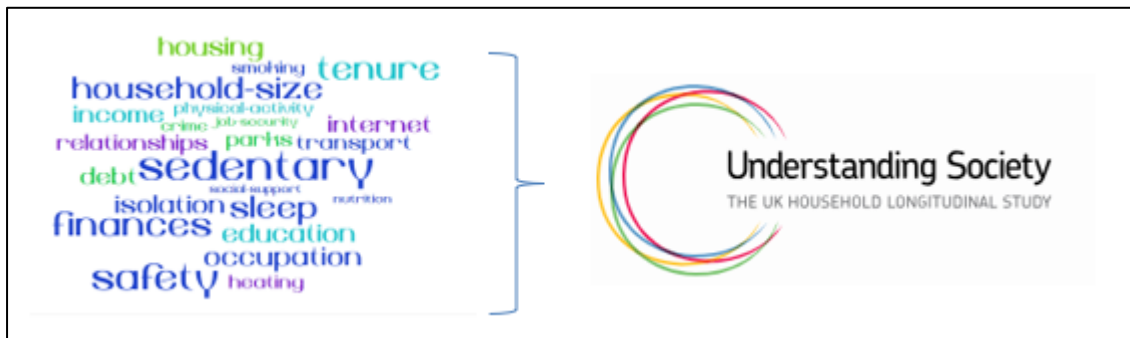 housing
smoking tenure
household-size
income physical-activity
crime job-security internet
relationships parks transport
debt sedentary
social-support
isolation sleep nutrition
finances education
occupation
safety heating
Understanding Society
THE UK HOUSEHOLD LONGITUDINAL STUDY